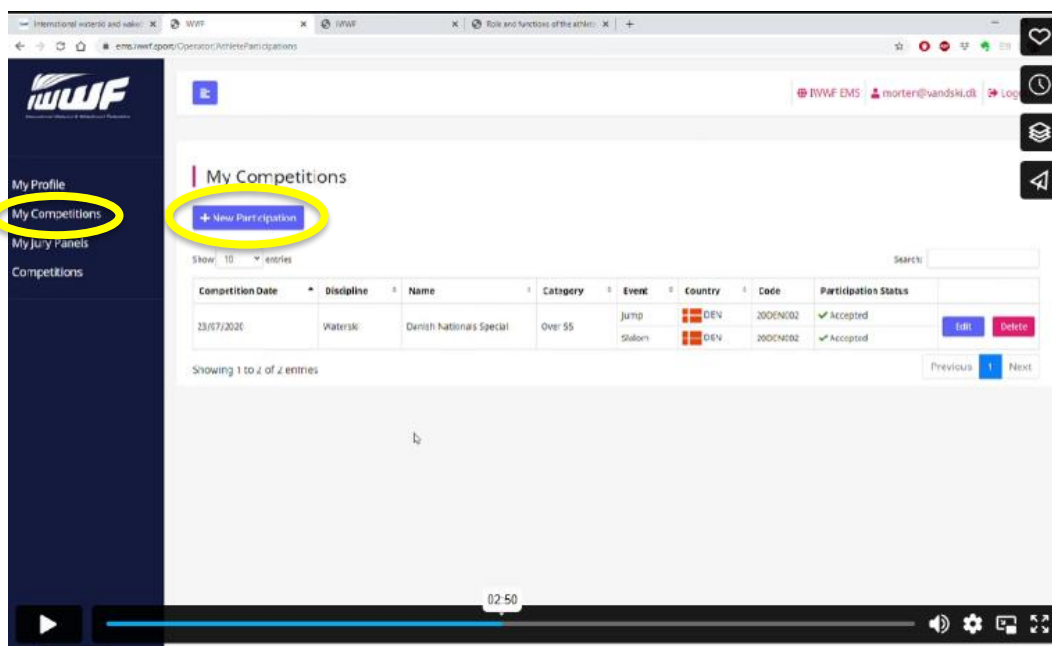 International waterski and wake
IWWF
IWWF
Role and functions of the athlet
ems.iwwf.sport/Operator/AthleteParticipations
IWWF
IWWF EMS
morten@vandski.dk
Log
My Profile
My Competitions
My Jury Panels
Competitions
My Competitions
+ New Participation
Show 10 entries
Search:
Competition Date Discipline Name Category Event Country Code Participation Status
23/07/2020 Waterski Danish Nationals Special Over 55
Jump DEN 20DEN002 Accepted
Slalom DEN 20DEN002 Accepted
Edit Delete
Showing 1 to 2 of 2 entries
Previous 1 Next
02:50